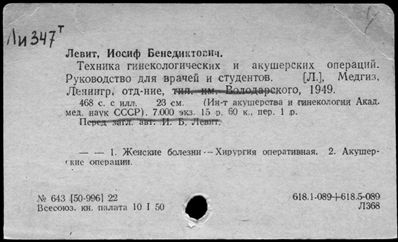 Ли 347т
Левит, Иосиф Бенедиктович.
Техника гинекологических и акушерских операций.
Руководство для врачей и студентов. [Л.], Медгиз,
Ленингр. отд-ние, тип. им. Володарского, 1949.
468 с. с илл. 23 см. (Ин-т акушерства и гинекологии Акад.
мед. наук СССР). 7.000 экз. 15 р. 60 к., пер. 1 р.
Перед загл. авт: И. Б. Левит.
— — 1. Женские болезни — Хирургия оперативная. 2. Акушер-
ские операции.
№ 643 [50-996] 22
618.1-089+618.5-089
Всесоюз. кн. палата 10 I 50
Л368